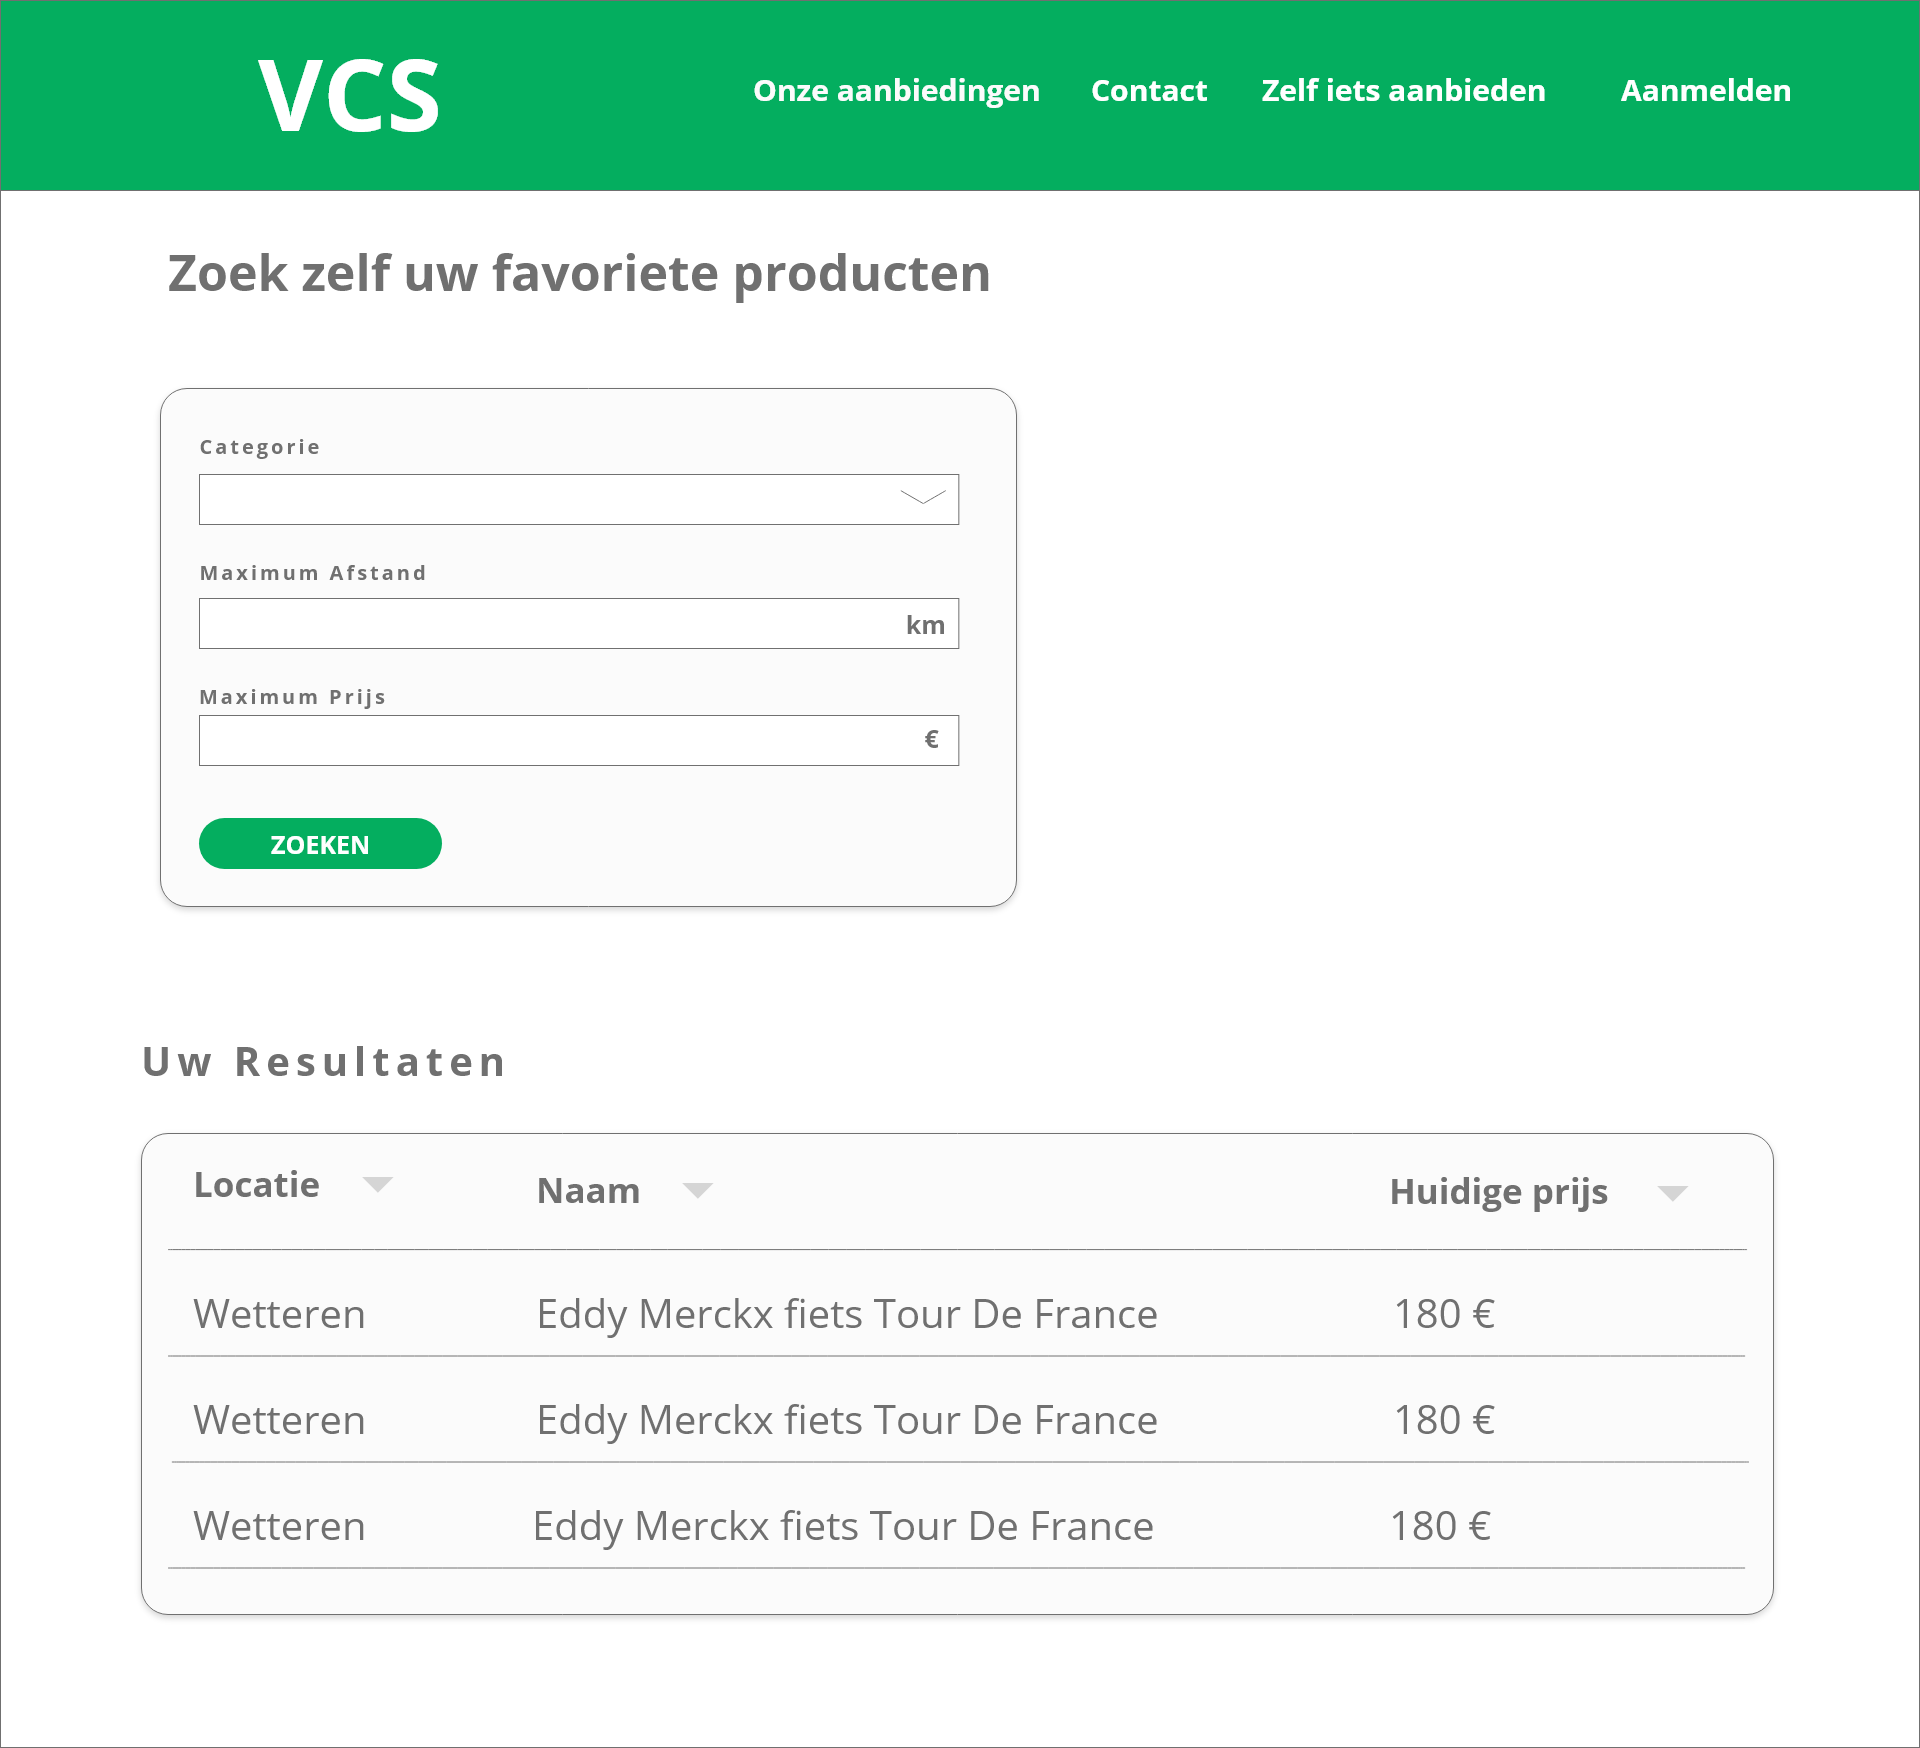 VCS
Onze aanbiedingen Contact Zelf iets aanbieden Aanmelden
Zoek zelf uw favoriete producten
Categorie
Maximum Afstand
km
Maximum Prijs
€
ZOEKEN
Uw Resultaten
Locatie Naam Huidige prijs
Wetteren Eddy Merckx fiets Tour De France 180 €
Wetteren Eddy Merckx fiets Tour De France 180 €
Wetteren Eddy Merckx fiets Tour De France 180 €